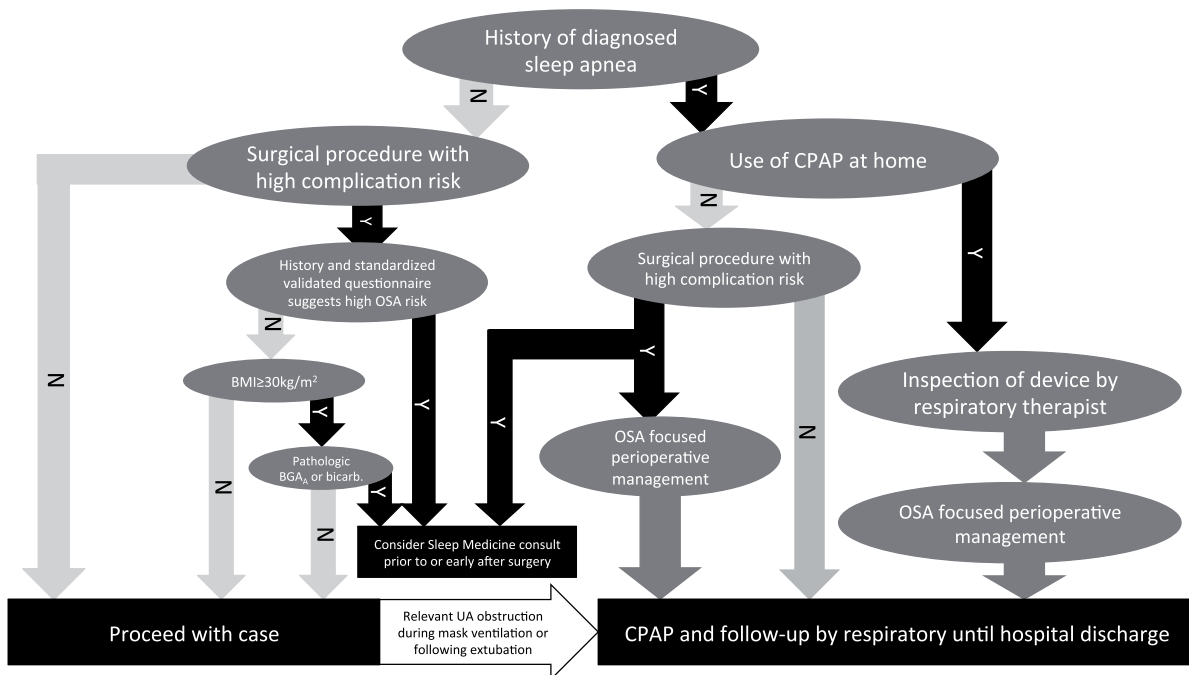 History of diagnosed
sleep apnea
N
Y
Surgical procedure with
high complication risk
Use of CPAP at home
N
Y
N
Y
History and standardized
validated questionnaire
suggests high OSA risk
Surgical procedure with
high complication risk
N
Y
Y
Y
N
BMI≥30kg/m²
N
Y
Inspection of device by
respiratory therapist
Pathologic
BGA_A or bicarb.
N
Y
OSA focused
perioperative
management
OSA focused perioperative
management
Consider Sleep Medicine consult
prior to or early after surgery
Proceed with case
Relevant UA obstruction
during mask ventilation or
following extubation
CPAP and follow-up by respiratory until hospital discharge